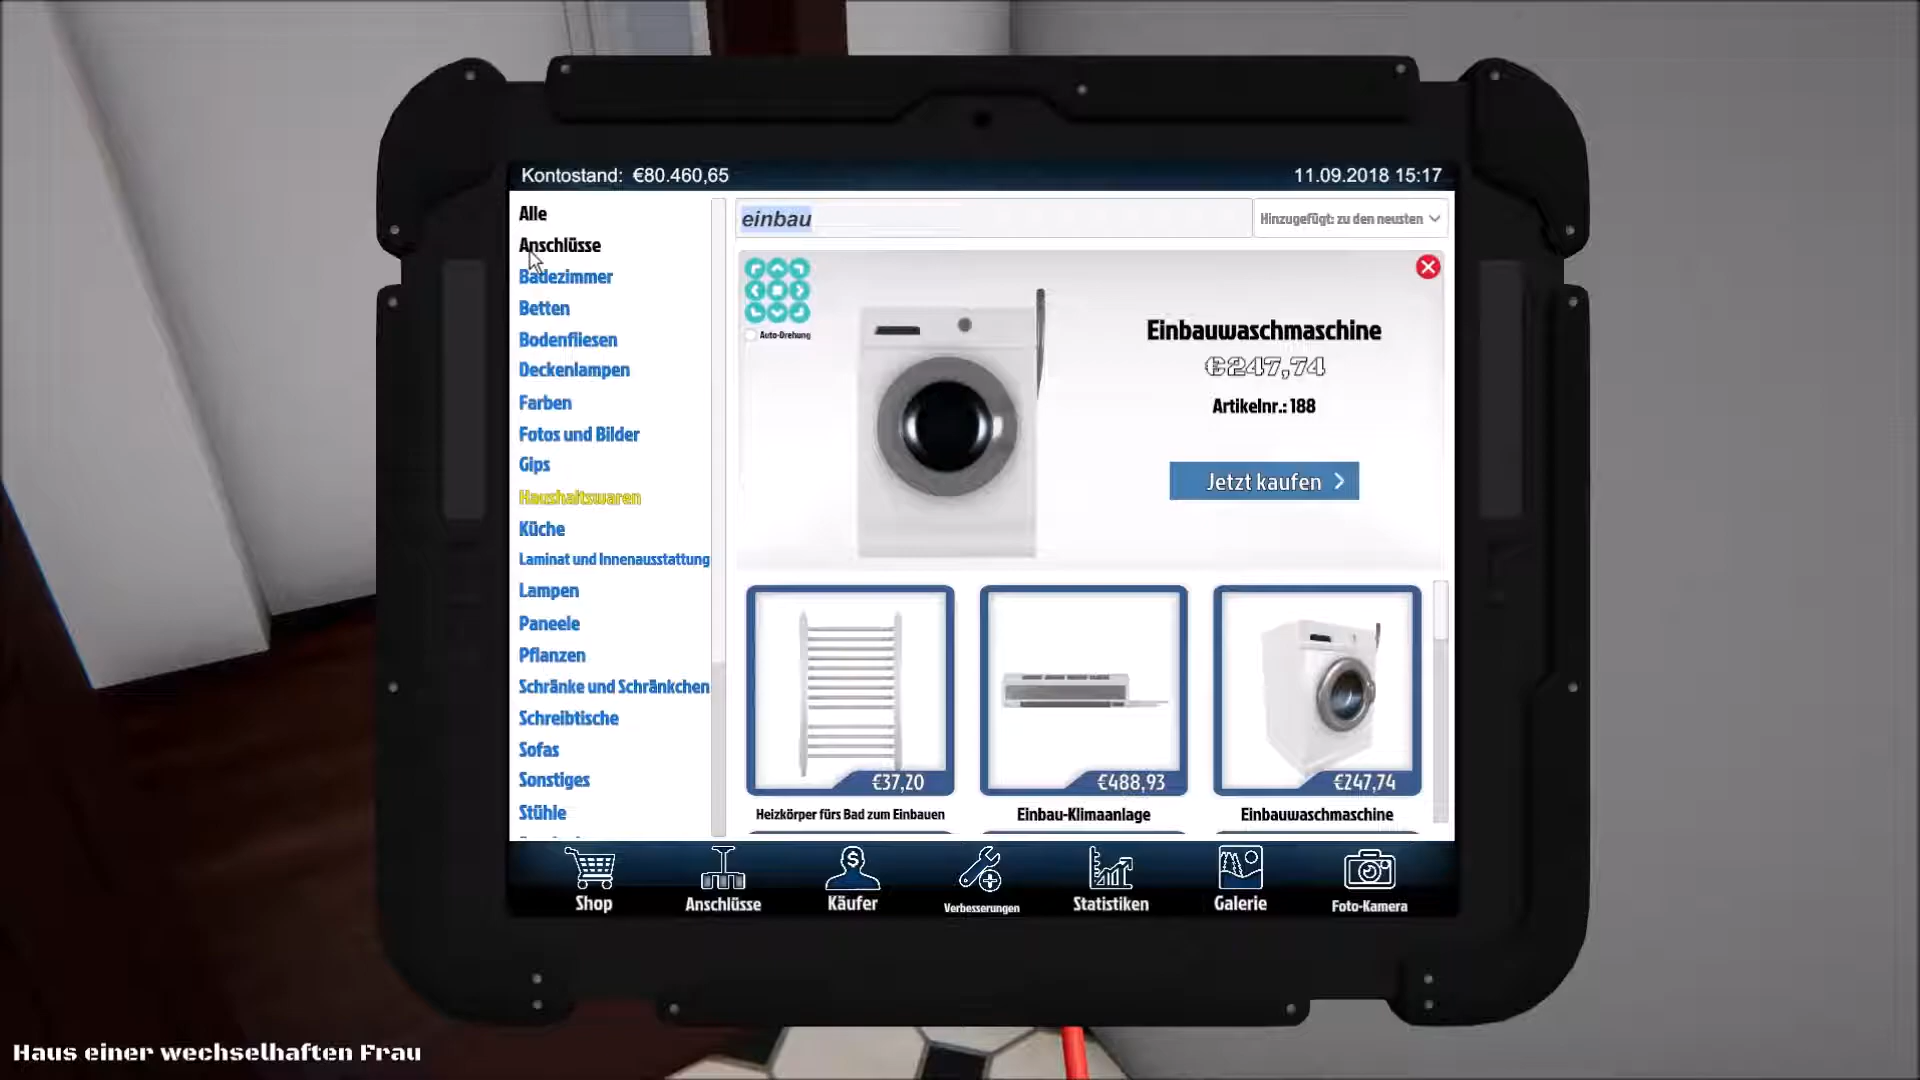 Kontostand: €80.460,65
11.09.2018 15:17
Alle
Anschlüsse
Badezimmer
Betten
Bodenfliesen
Deckenlampen
Farben
Fotos und Bilder
Gips
Haushaltswaren
Küche
Laminat und Innenausstattung
Lampen
Paneele
Pflanzen
Schränke und Schränkchen
Schreibtische
Sofas
Sonstiges
Stühle
einbau
Hinzugefügt: zu den neusten
Auto-Drehung
Einbauwaschmaschine
€247,74
Artikelnr.: 188
Jetzt kaufen
€37,20
€488,93
€247,74
Heizkörper fürs Bad zum Einbauen
Einbau-Klimaanlage
Einbauwaschmaschine
Shop
Anschlüsse
Käufer
Verbesserungen
Statistiken
Galerie
Foto-Kamera
Haus einer wechselhaften Frau